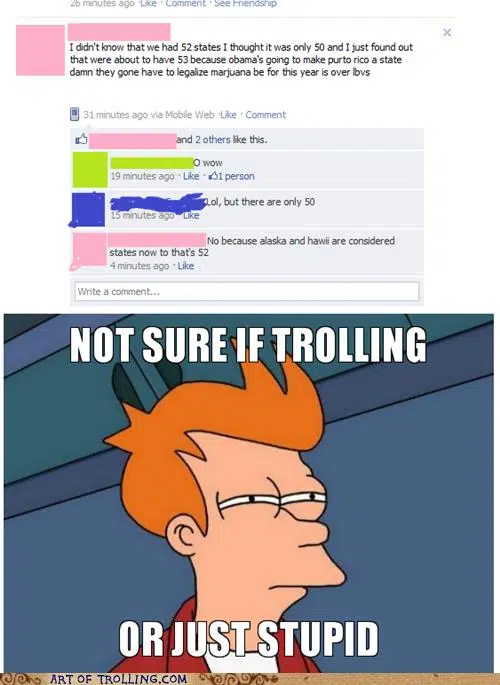 26 minutes ago · Like · Comment · See Friendship
I didn't know that we had 52 states I thought it was only 50 and I just found out
that were about to have 53 because obama's going to make purto rico a state
damn they gone have to legalize marjuana be for this year is over lbvs
31 minutes ago via Mobile Web · Like · Comment
and 2 others like this.
O wow
19 minutes ago · Like · 1 person
Lol, but there are only 50
15 minutes ago Like
No because alaska and hawii are considered
states now to that's 52
4 minutes ago · Like
Write a comment...
NOT SURE IF TROLLING
OR JUST STUPID
ART OF TROLLING.COM